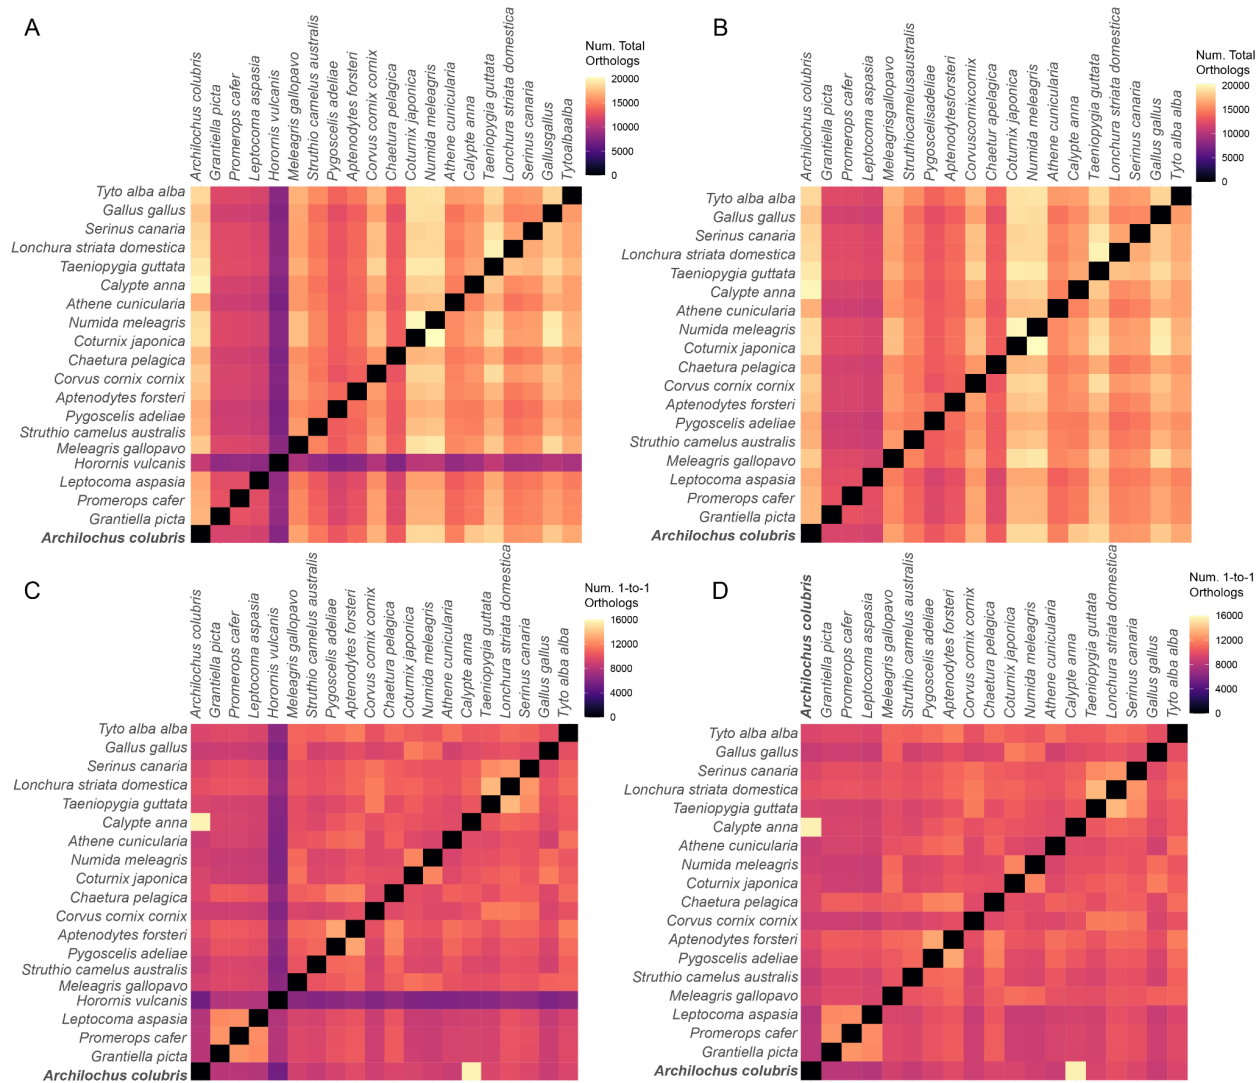 A
Archilochus colubris
Grantiella picta
Promerops cafer
Leptocoma aspasia
Horornis vulcanis
Meleagris gallopavo
Struthio camelus australis
Pygoscelis adeliae
Aptenodytes forsteri
Corvus cornix cornix
Chaetura pelagica
Coturnix japonica
Numida meleagris
Athene cunicularia
Calypte anna
Taeniopygia guttata
Lonchura striata domestica
Serinus canaria
Gallusgallus
Tytoalbaalba
Num. Total
Orthologs
20000
15000
10000
5000
0
Tyto alba alba
Gallus gallus
Serinus canaria
Lonchura striata domestica
Taeniopygia guttata
Calypte anna
Athene cunicularia
Numida meleagris
Coturnix japonica
Chaetura pelagica
Corvus cornix cornix
Aptenodytes forsteri
Pygoscelis adeliae
Struthio camelus australis
Meleagris gallopavo
Horornis vulcanis
Leptocoma aspasia
Promerops cafer
Grantiella picta
Archilochus colubris
B
Archilochus colubris
Grantiella picta
Promerops cafer
Leptocoma aspasia
Meleagrisgallopavo
Struthiocamelusaustralis
Pygoscelisadeliae
Aptenodytesforsteri
Corvuscornixcornix
Chaetur apelagica
Coturnix japonica
Numida meleagris
Athene cunicularia
Calypte anna
Taeniopygia guttata
Lonchura striata domestica
Serinus canaria
Gallus gallus
Tyto alba alba
Num. Total
Orthologs
20000
15000
10000
5000
0
Tyto alba alba
Gallus gallus
Serinus canaria
Lonchura striata domestica
Taeniopygia guttata
Calypte anna
Athene cunicularia
Numida meleagris
Coturnix japonica
Chaetura pelagica
Corvus cornix cornix
Aptenodytes forsteri
Pygoscelis adeliae
Struthio camelus australis
Meleagris gallopavo
Leptocoma aspasia
Promerops cafer
Grantiella picta
Archilochus colubris
C
Archilochus colubris
Grantiella picta
Promerops cafer
Leptocoma aspasia
Horornis vulcanis
Meleagris gallopavo
Struthio camelus australis
Pygoscelis adeliae
Aptenodytes forsteri
Corvus cornix cornix
Chaetura pelagica
Coturnix japonica
Numida meleagris
Athene cunicularia
Calypte anna
Taeniopygia guttata
Lonchura striata domestica
Serinus canaria
Gallus gallus
Tyto alba alba
Num. 1-to-1
Orthologs
16000
12000
8000
4000
0
Tyto alba alba
Gallus gallus
Serinus canaria
Lonchura striata domestica
Taeniopygia guttata
Calypte anna
Athene cunicularia
Numida meleagris
Coturnix japonica
Chaetura pelagica
Corvus cornix cornix
Aptenodytes forsteri
Pygoscelis adeliae
Struthio camelus australis
Meleagris gallopavo
Horornis vulcanis
Leptocoma aspasia
Promerops cafer
Grantiella picta
Archilochus colubris
D
Archilochus colubris
Grantiella picta
Promerops cafer
Leptocoma aspasia
Meleagris gallopavo
Struthio camelus australis
Pygoscelis adeliae
Aptenodytes forsteri
Corvus cornix cornix
Chaetura pelagica
Coturnix japonica
Numida meleagris
Athene cunicularia
Calypte anna
Taeniopygia guttata
Lonchura striata domestica
Serinus canaria
Gallus gallus
Tyto alba alba
Num. 1-to-1
Orthologs
16000
12000
8000
4000
0
Tyto alba alba
Gallus gallus
Serinus canaria
Lonchura striata domestica
Taeniopygia guttata
Calypte anna
Athene cunicularia
Numida meleagris
Coturnix japonica
Chaetura pelagica
Corvus cornix cornix
Aptenodytes forsteri
Pygoscelis adeliae
Struthio camelus australis
Meleagris gallopavo
Leptocoma aspasia
Promerops cafer
Grantiella picta
Archilochus colubris